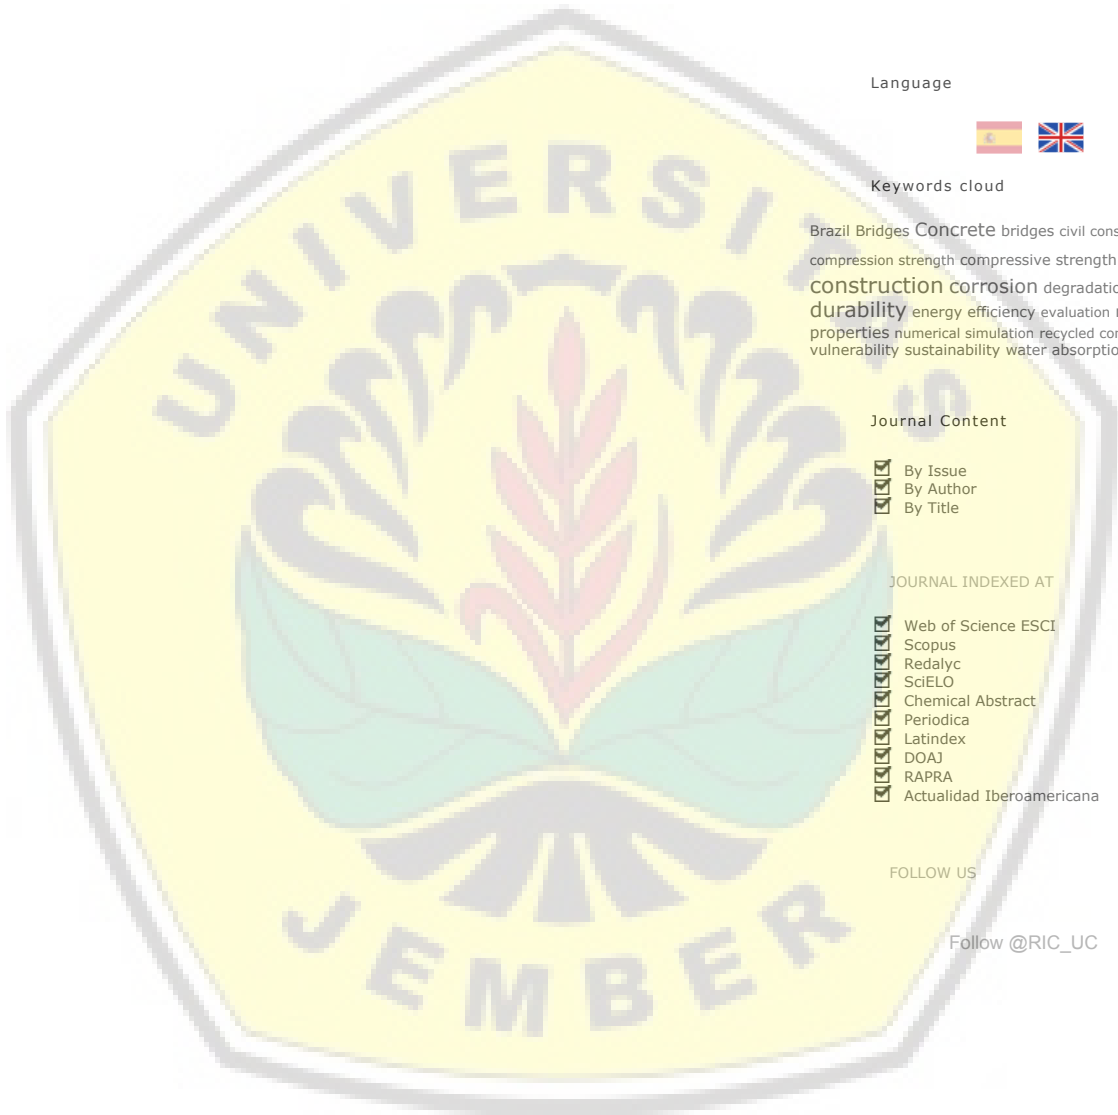 UNIVERSITAS
JEMBER
Language
Keywords cloud
Brazil Bridges Concrete bridges civil
compression strength compressive strength
construction corrosion
durability energy efficiency evaluation
properties numerical simulation recycled
vulnerability sustainability water
Journal Content
By Issue
By Author
By Title
JOURNAL INDEXED AT
Web of Science ESCI
Scopus
Redalyc
SciELO
Chemical Abstract
Periodica
Latindex
DOAJ
RAPRA
Actualidad Iberoamericana
FOLLOW US
Follow @RIC_UC